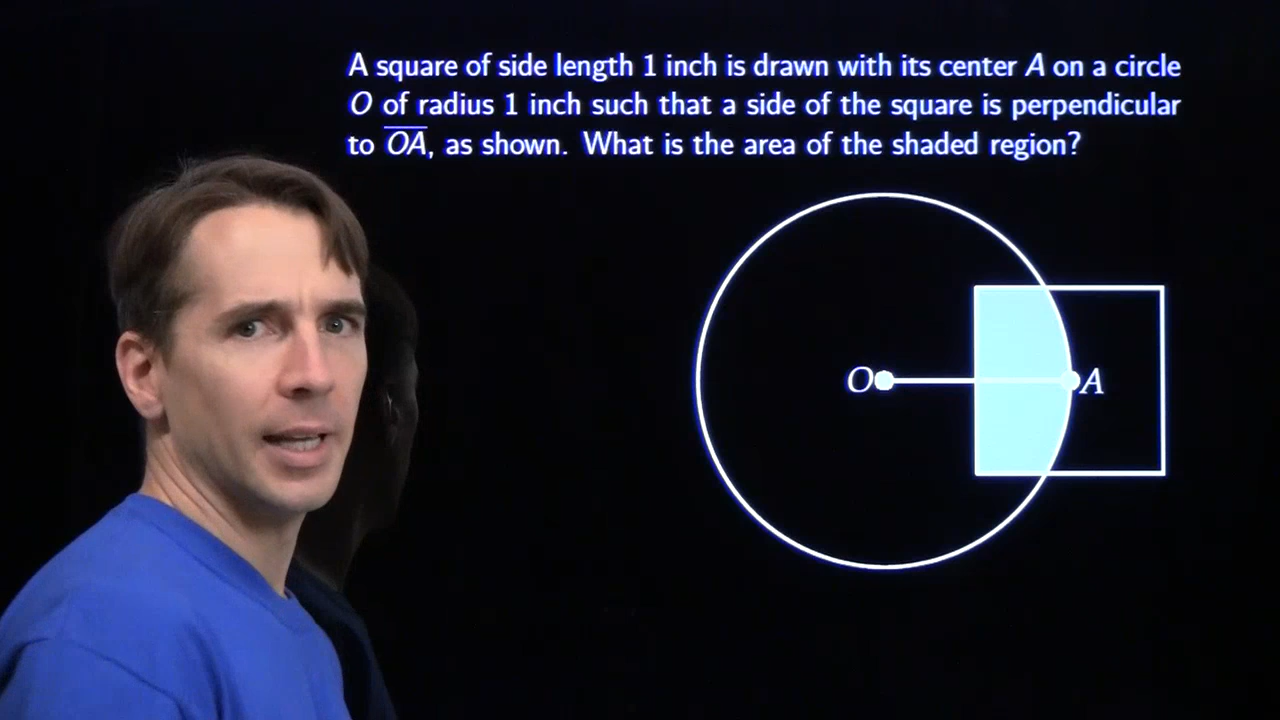 A square of side length 1 inch is drawn with its center A on a circle
O of radius 1 inch such that a side of the square is perpendicular
to OA, as shown. What is the area of the shaded region?
O
A